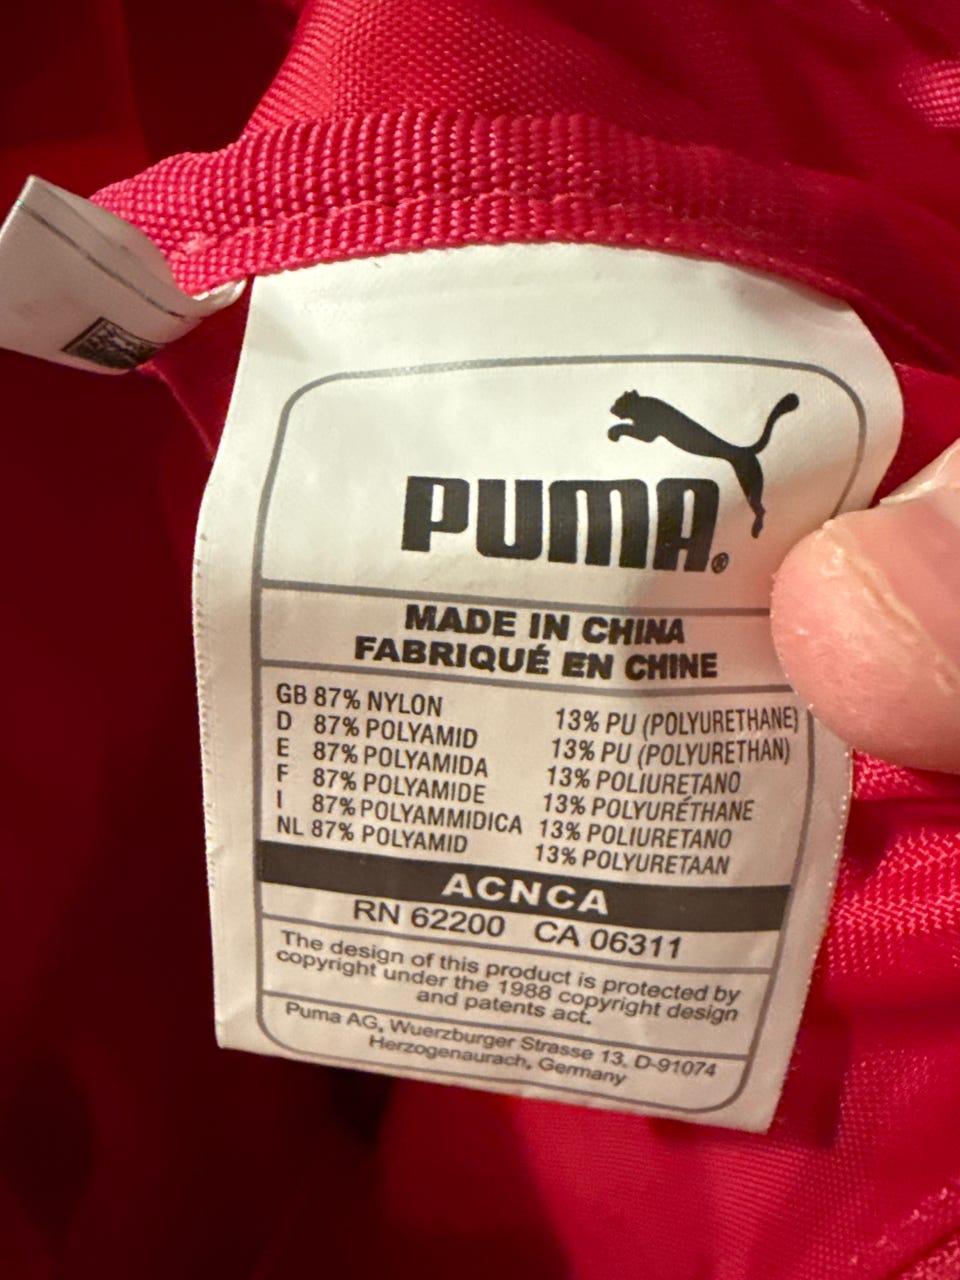 PUMA®
MADE IN CHINA
FABRIQUÉ EN CHINE
GB 87% NYLON 13% PU (POLYURETHANE)
D 87% POLYAMID 13% PU (POLYURETHAN)
E 87% POLYAMIDA 13% POLIURETANO
F 87% POLYAMIDE 13% POLYURÉTHANE
I 87% POLYAMMIDICA 13% POLIURETANO
NL 87% POLYAMID 13% POLYURETAAN
ACNCA
RN 62200 CA 06311
The design of this product is protected by
copyright under the 1988 copyright design
and patents act.
Puma AG, Wuerzburger Strasse 13, D-91074
Herzogenaurach, Germany